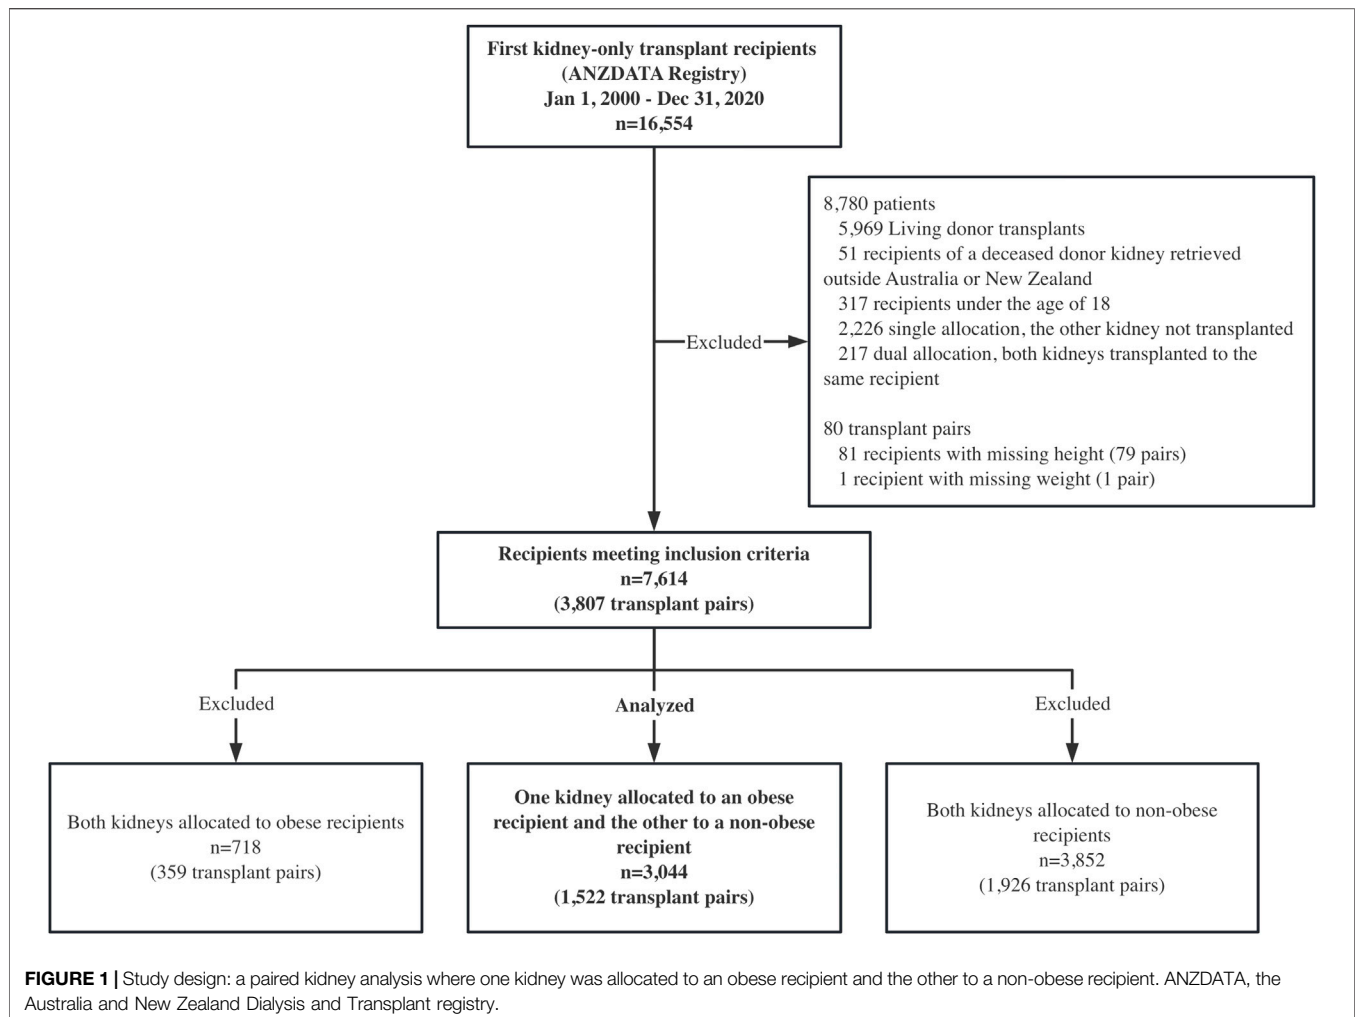 First kidney-only transplant recipients
(ANZDATA Registry)
Jan 1, 2000 - Dec 31, 2020
n=16,554
8,780 patients
5,969 Living donor transplants
51 recipients of a deceased donor kidney retrieved
outside Australia or New Zealand
317 recipients under the age of 18
2,226 single allocation, the other kidney not transplanted
217 dual allocation, both kidneys transplanted to the
same recipient
80 transplant pairs
81 recipients with missing height (79 pairs)
1 recipient with missing weight (1 pair)
Excluded
Recipients meeting inclusion criteria
n=7,614
(3,807 transplant pairs)
Excluded
Analyzed
Excluded
Both kidneys allocated to obese recipients
n=718
(359 transplant pairs)
One kidney allocated to an obese
recipient and the other to a non-obese
recipient
n=3,044
(1,522 transplant pairs)
Both kidneys allocated to non-obese
recipients
n=3,852
(1,926 transplant pairs)
FIGURE 1 | Study design: a paired kidney analysis where one kidney was allocated to an obese recipient and the other to a non-obese recipient. ANZDATA, the
Australia and New Zealand Dialysis and Transplant registry.